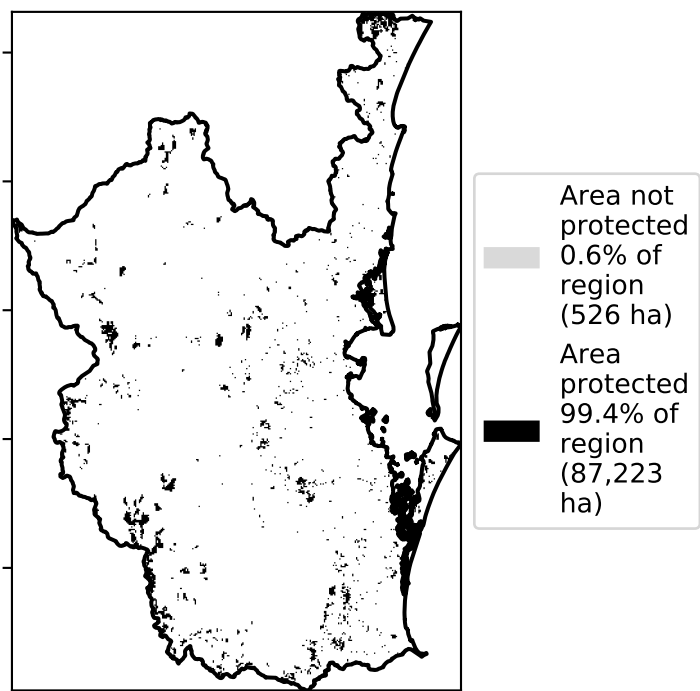 Area not
protected
0.6% of
region
(526 ha)
Area
protected
99.4% of
region
(87,223
ha)